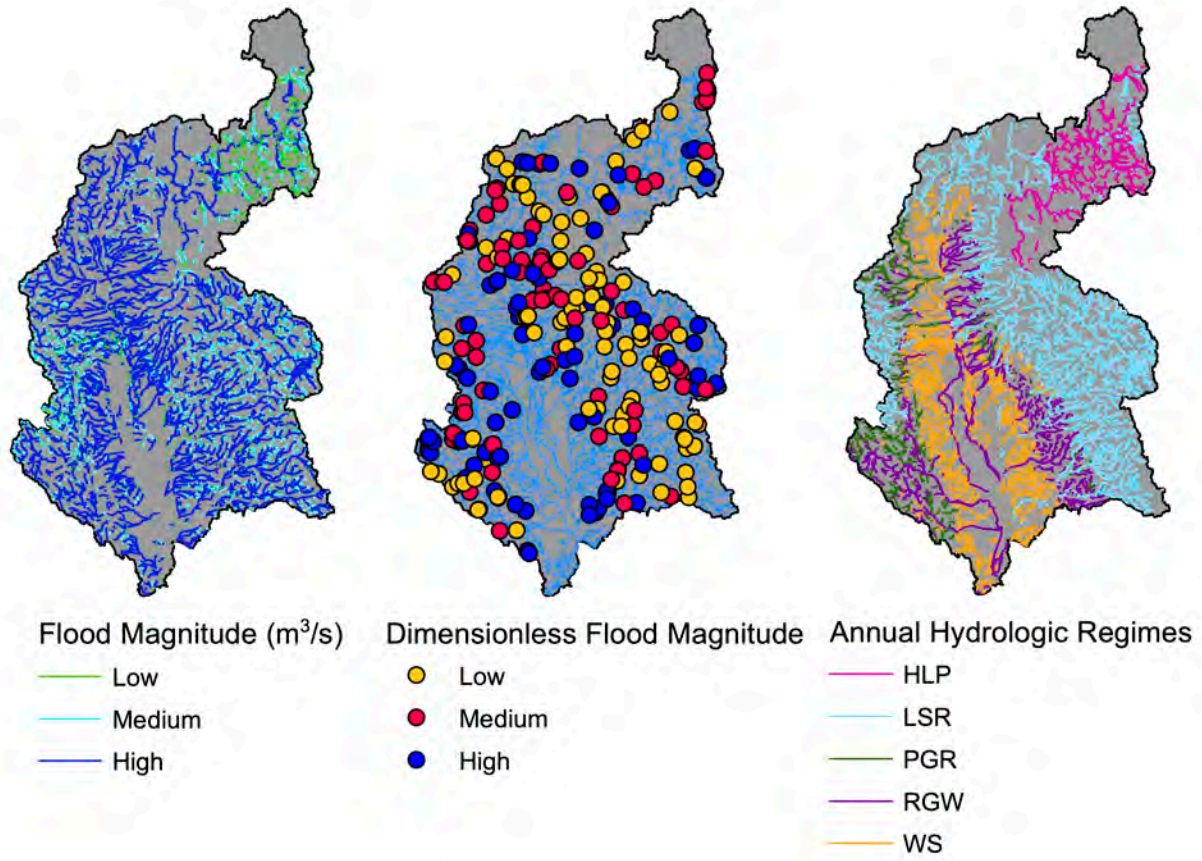 Flood Magnitude (m³/s)
Low
Medium
High
Dimensionless Flood Magnitude
Low
Medium
High
Annual Hydrologic Regimes
HLP
LSR
PGR
RGW
WS